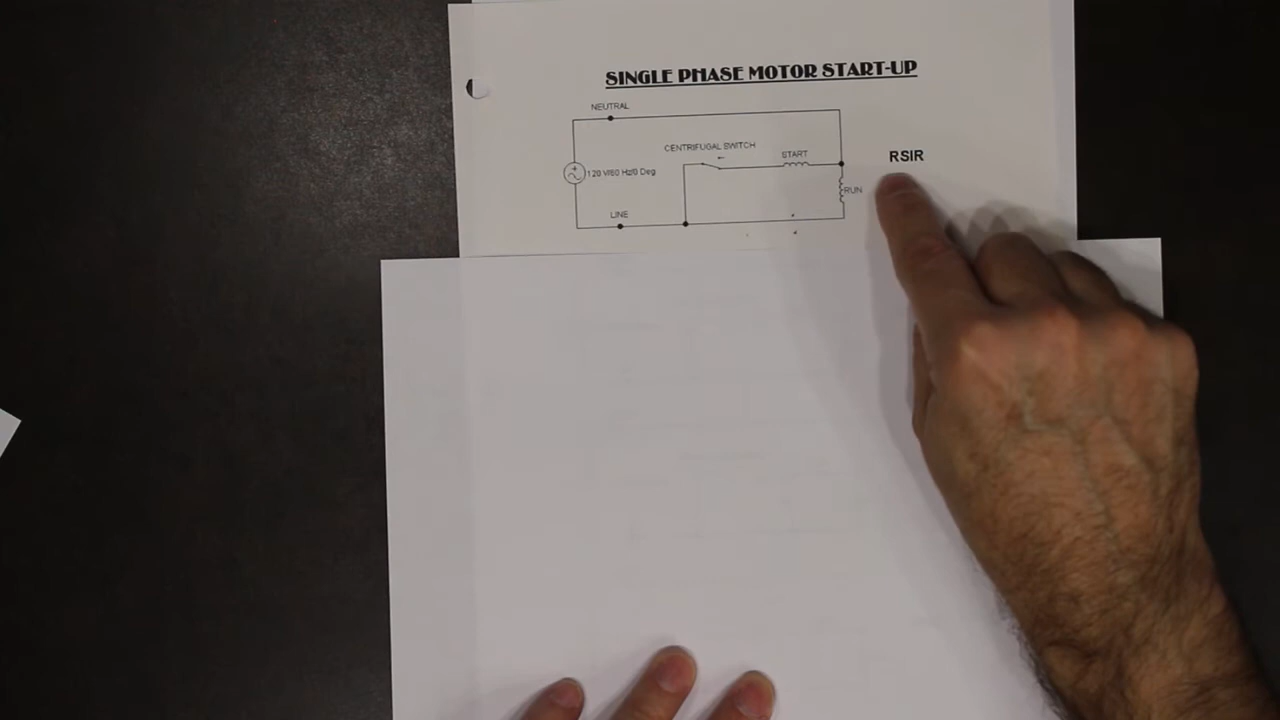 SINGLE PHASE MOTOR START-UP
NEUTRAL
CENTRIFUGAL SWITCH
START
RSIR
120 V/60 Hz/0 Deg
RUN
LINE